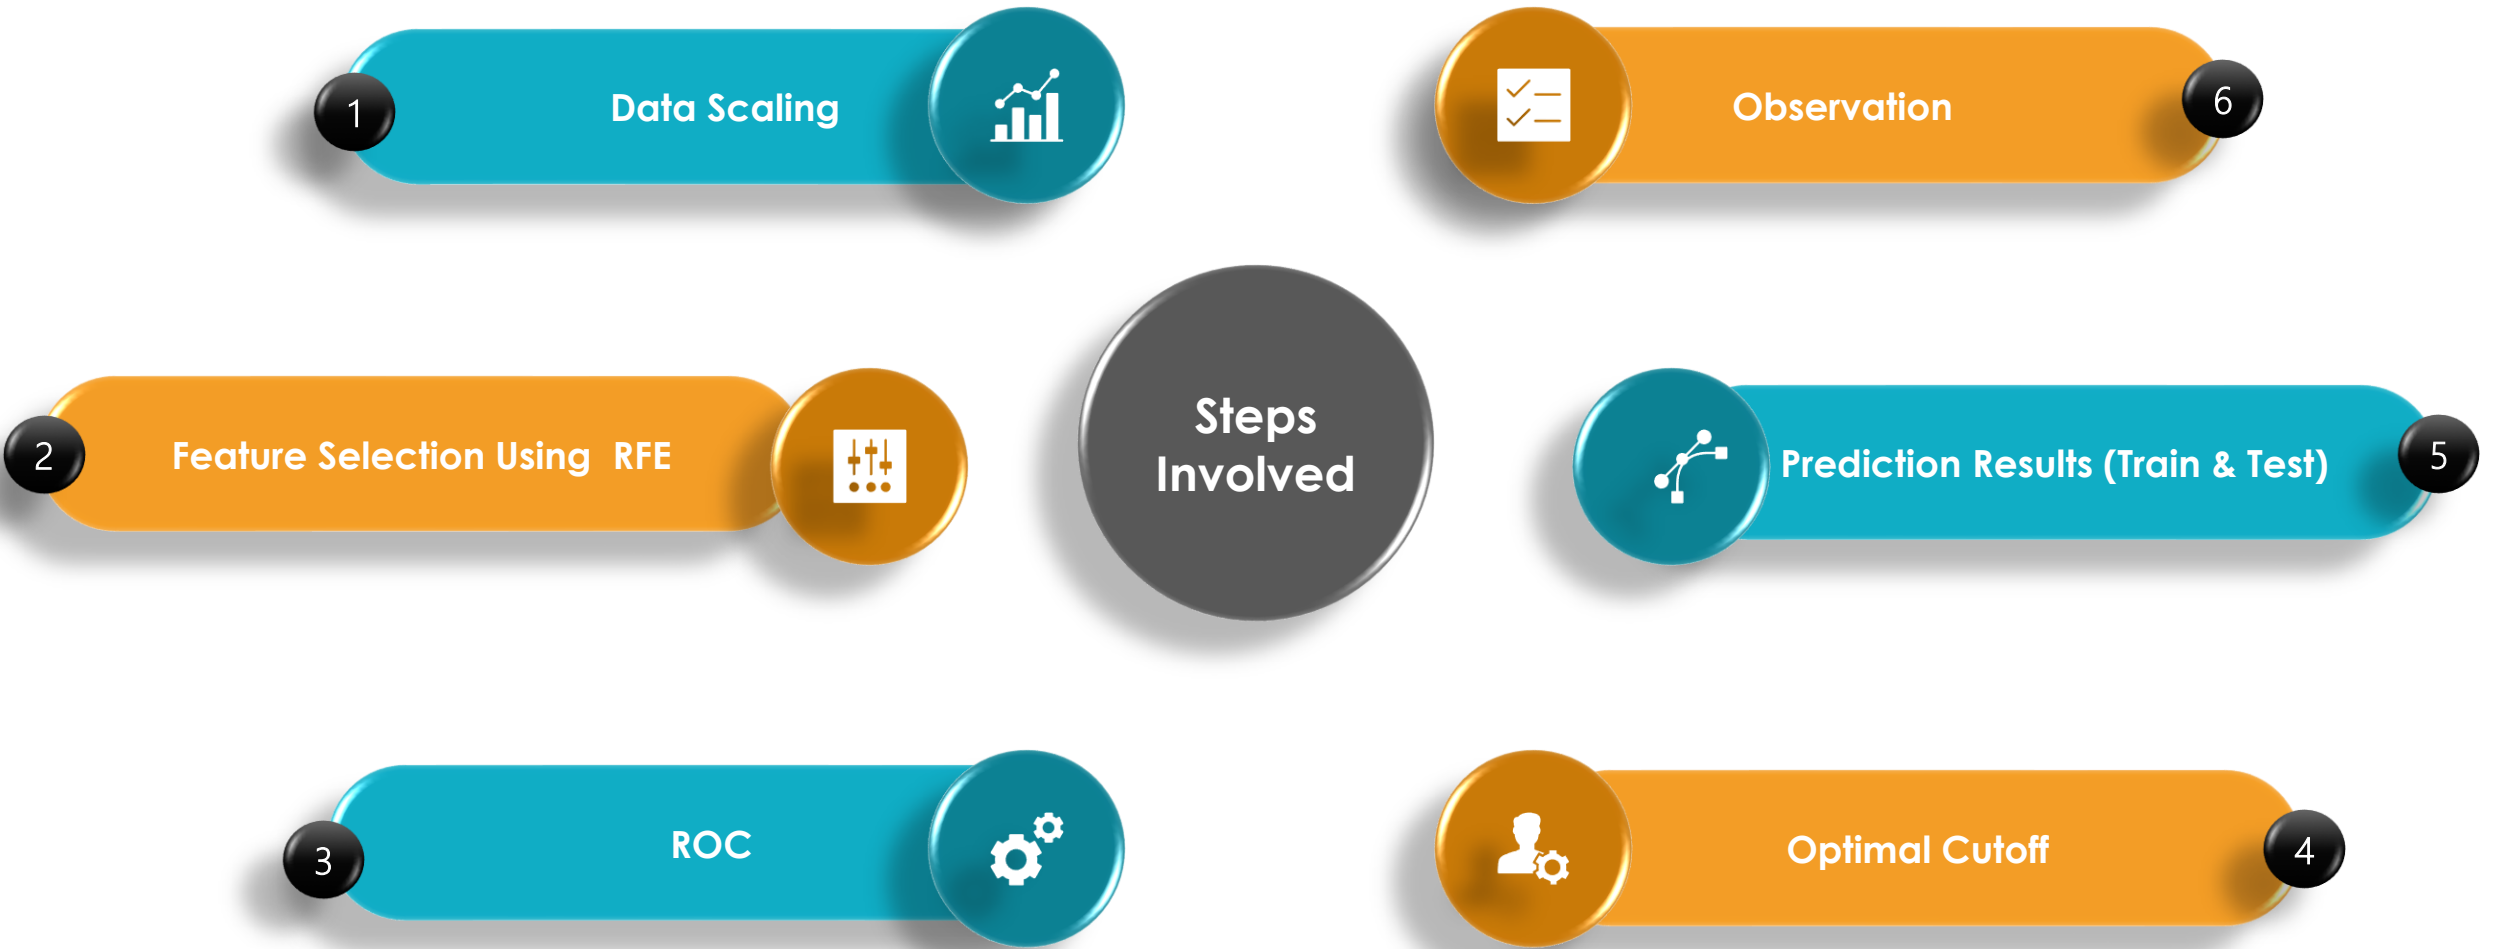 1
Data Scaling
2
Feature Selection Using RFE
3
ROC
Steps
Involved
Observation
6
Prediction Results (Train & Test)
5
Optimal Cutoff
4